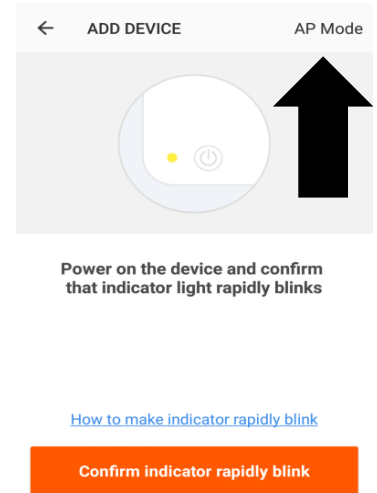 ADD DEVICE AP Mode
Power on the device and confirm
that indicator light rapidly blinks
How to make indicator rapidly blink
Confirm indicator rapidly blink